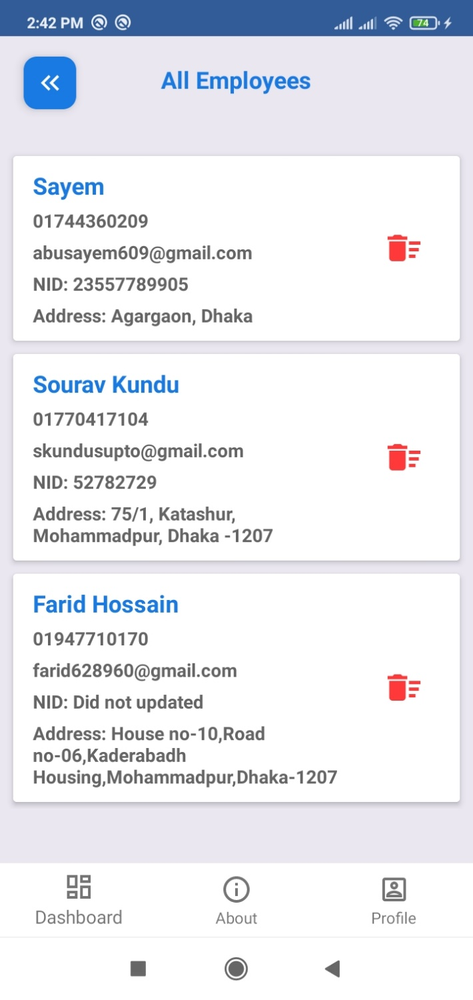 2:42 PM
74
All Employees
Sayem
01744360209
abusayem609@gmail.com
NID: 23557789905
Address: Agargaon, Dhaka
Sourav Kundu
01770417104
skundusupto@gmail.com
NID: 52782729
Address: 75/1, Katashur,
Mohammadpur, Dhaka -1207
Farid Hossain
01947710170
farid628960@gmail.com
NID: Did not updated
Address: House no-10,Road
no-06,Kaderabadh
Housing,Mohammadpur,Dhaka-1207
Dashboard
About
Profile